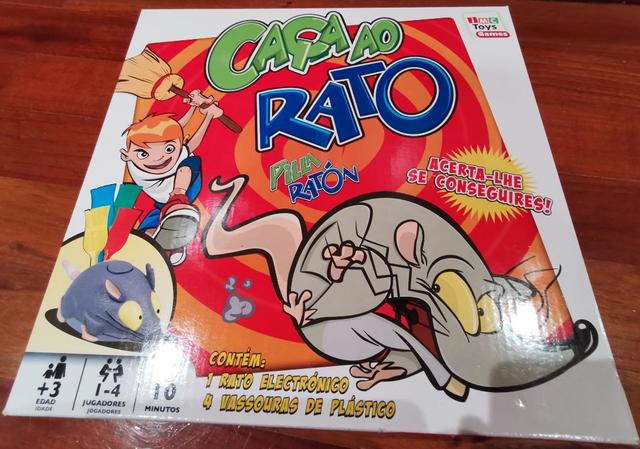 IMC
Toys
Games
CAÇA AO
RATO
PILLA
RATÓN
ACERTA-LHE
SE CONSEGUIRES!
CONTÉM:
1 RATO ELECTRÓNICO
4 VASSOURAS DE PLÁSTICO
+3
EDAD
IDADE
1-4
JUGADORES
JOGADORES
10
MINUTOS